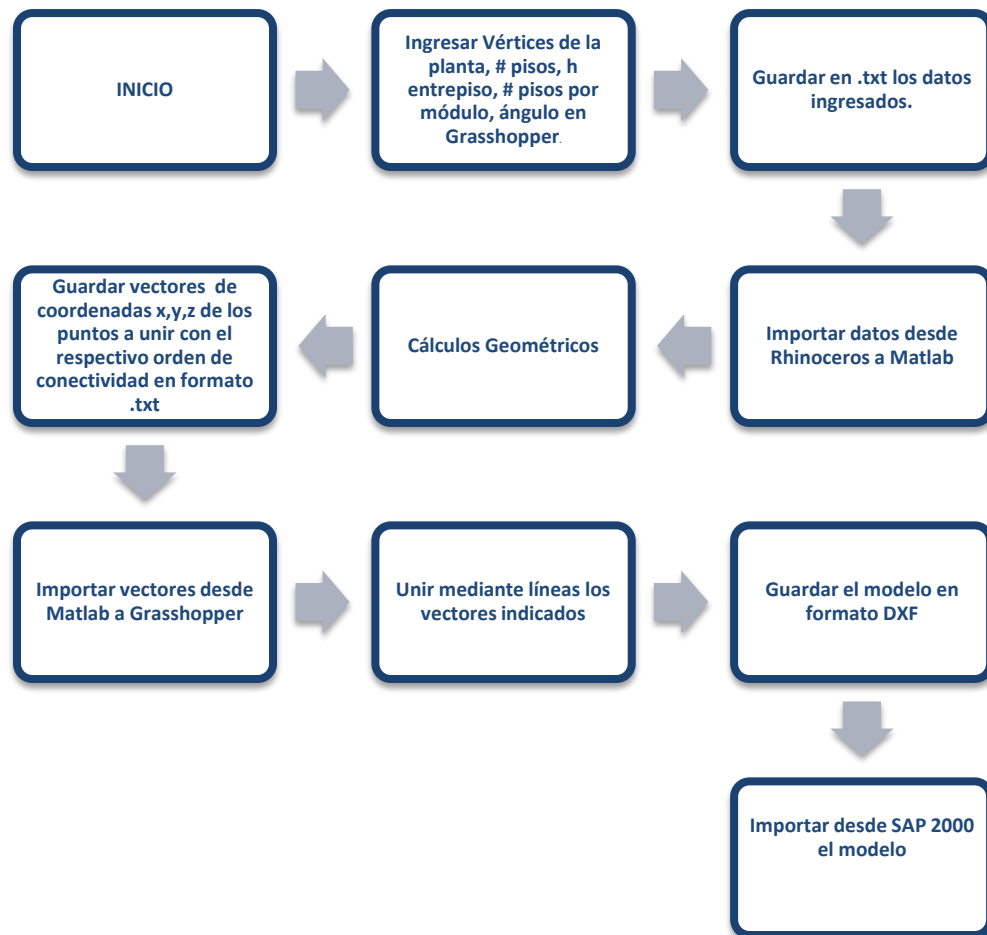 INICIO
Ingresar Vértices de la
planta, # pisos, h
entrepiso, # pisos por
módulo, ángulo en
Grasshopper.
Guardar en .txt los datos
ingresados.
Importar datos desde
Rhinoceros a Matlab
Cálculos Geométricos
Guardar vectores de
coordenadas x,y,z de los
puntos a unir con el
respectivo orden de
conectividad en formato
.txt
Importar vectores desde
Matlab a Grasshopper
Unir mediante líneas los
vectores indicados
Guardar el modelo en
formato DXF
Importar desde SAP 2000
el modelo